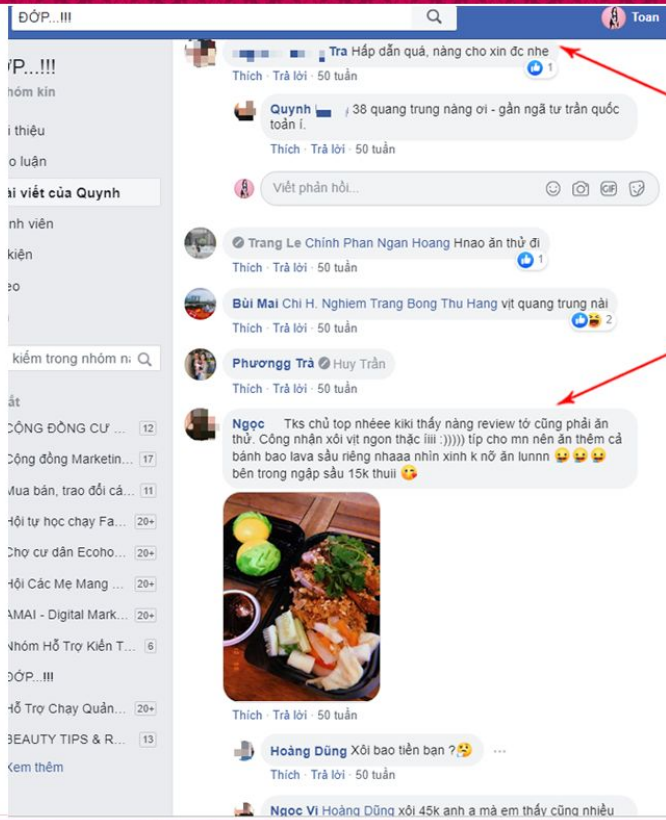 ĐỚP...!!!
Toan
P...!!!
hóm kín
i thiệu
o luận
ài viết của Quynh
nh viên
kiện
eo
kiếm trong nhóm nà
ất
CỘNG ĐỒNG CƯ ... 12
Cộng đồng Marketin... 17
Mua bán, trao đổi cá... 11
Hội tự học chạy Fa... 20+
Chợ cư dân Ecoho... 20+
Hội Các Mẹ Mang ... 20+
AMAI - Digital Mark... 20+
Nhóm Hỗ Trợ Kiến T... 6
ĐỚP...!!!
Hỗ Trợ Chạy Quản... 20+
BEAUTY TIPS & R... 13
Xem thêm
Tra Hấp dẫn quá, nàng cho xin đc nhe
1
Thích · Trả lời · 50 tuần
Quynh 38 quang trung nàng ơi - gần ngã tư trần quốc
toản í.
Thích · Trả lời · 50 tuần
Viết phản hồi...
GIF
Trang Le Chính Phan Ngan Hoang Hnao ăn thử đi
1
Thích · Trả lời · 50 tuần
Bùi Mai Chi H. Nghiem Trang Bong Thu Hang vịt quang trung nài
2
Thích · Trả lời · 50 tuần
Phươngg Trà Huy Trần
Thích · Trả lời · 50 tuần
Ngọc Tks chủ top nhéee kiki thấy nàng review tớ cũng phải ăn
thử. Công nhận xôi vịt ngon thặc iiii :))))) típ cho mn nên ăn thêm cả
bánh bao lava sầu riêng nhaaa nhìn xinh k nỡ ăn lunnn
bên trong ngập sầu 15k thuii
Thích · Trả lời · 50 tuần
Hoàng Dũng Xôi bao tiền bạn ?
Thích · Trả lời · 50 tuần
Ngoc Vi Hoàng Dũng xôi 45k anh a mà em thấy cũng nhiều